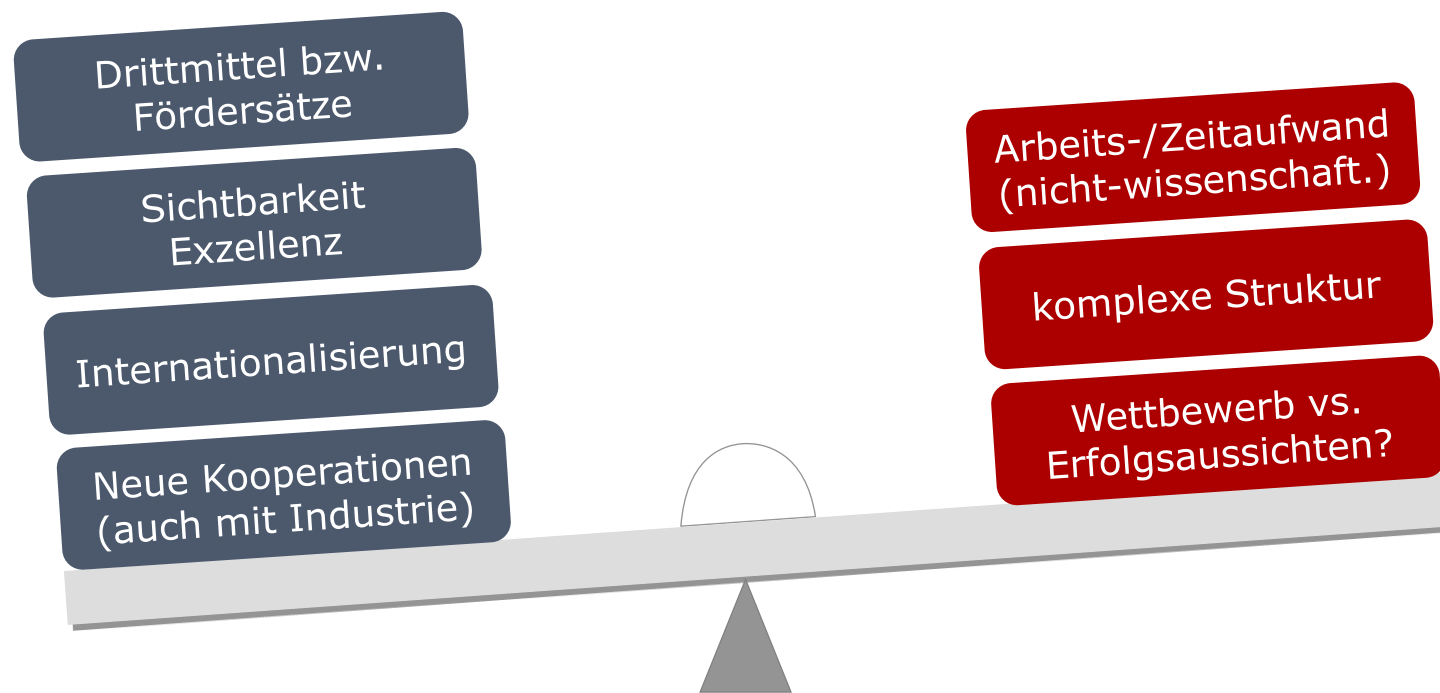 Drittmittel bzw.
Fördersätze
Sichtbarkeit
Exzellenz
Internationalisierung
Neue Kooperationen
(auch mit Industrie)
Arbeits-/Zeitaufwand
(nicht-wissenschaft.)
komplexe Struktur
Wettbewerb vs.
Erfolgsaussichten?